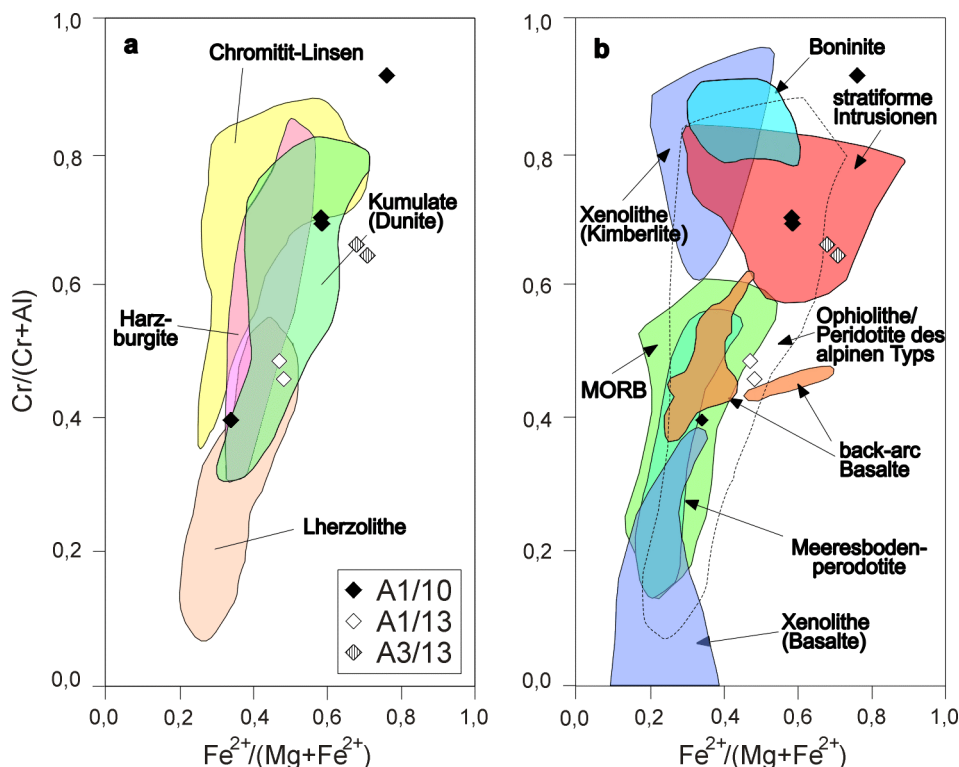 a
Chromitit-Linsen
Kumulate
(Dunite)
Harz-
burgite
Lherzolithe
A1/10
A1/13
A3/13
1,0
0,8
0,6
0,4
0,2
0,0
0,0
0,2
0,4
0,6
0,8
1,0
Cr/(Cr+Al)
Fe²⁺/(Mg+Fe²⁺)
b
Boninite
stratiforme
Intrusionen
Xenolithe
(Kimberlite)
Ophiolithe/
Peridotite des
alpinen Typs
MORB
back-arc
Basalte
Meeresboden-
perodotite
Xenolithe
(Basalte)
1,0
0,8
0,6
0,4
0,2
0,0
0,0
0,2
0,4
0,6
0,8
1,0
Fe²⁺/(Mg+Fe²⁺)